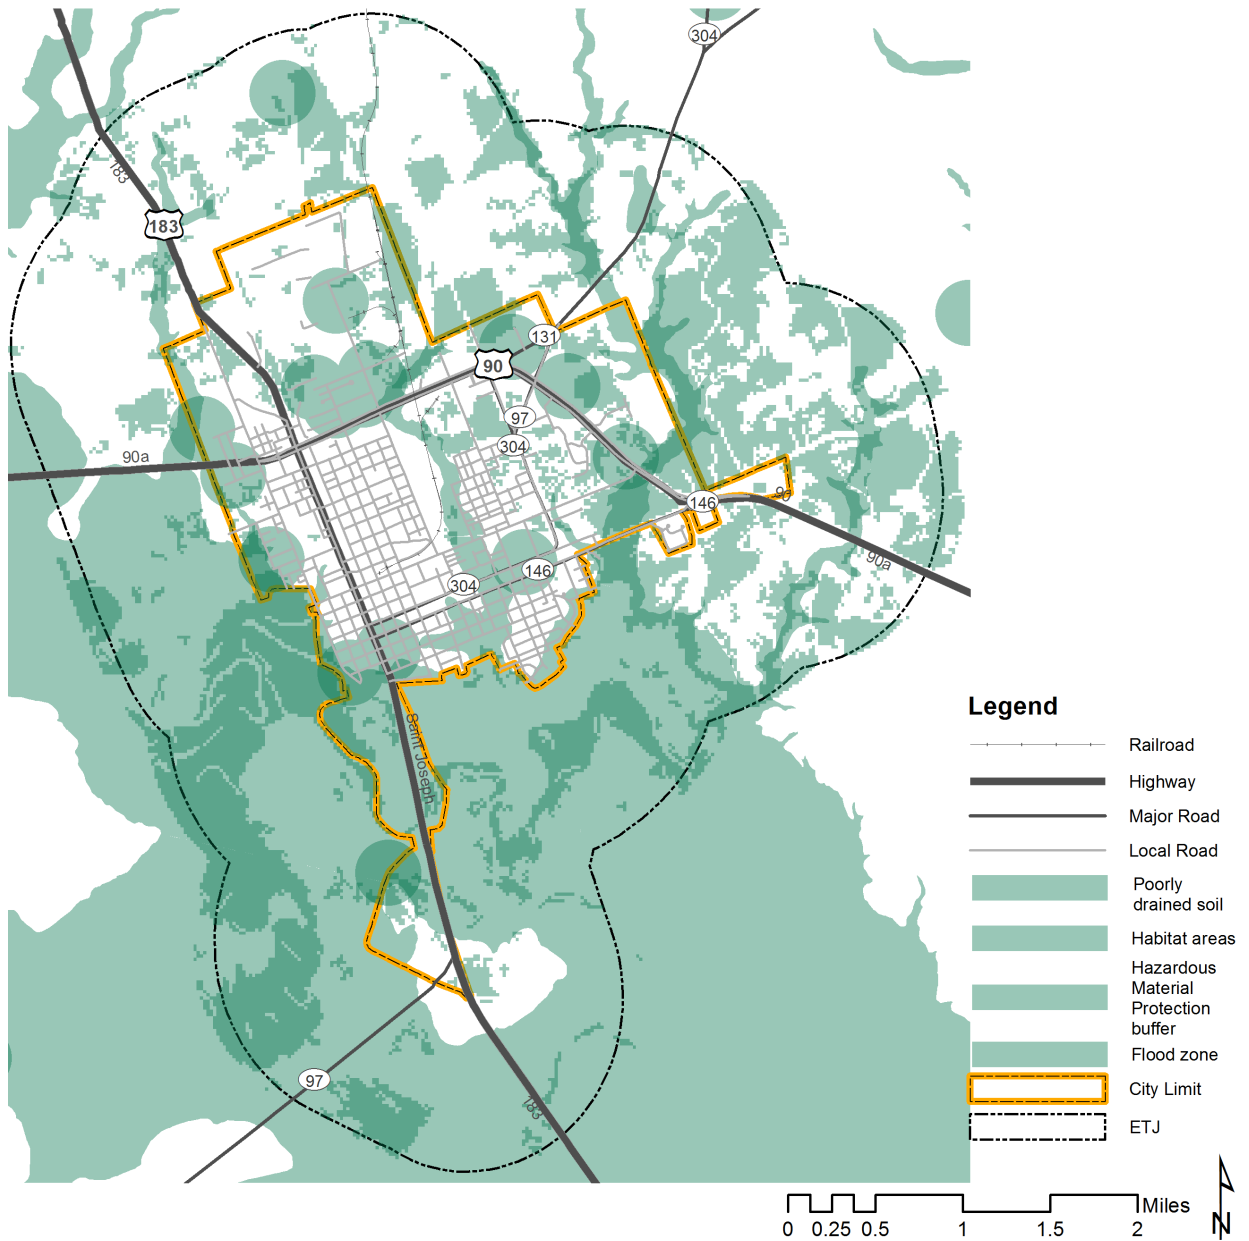 304
183
183
131
90
97
304
90a
146
90
90a
146
304
Saint Joseph
97
183
Legend
Railroad
Highway
Major Road
Local Road
Poorly
drained soil
Habitat areas
Hazardous
Material
Protection
buffer
Flood zone
City Limit
ETJ
Miles
0 0.25 0.5 1 1.5 2
N